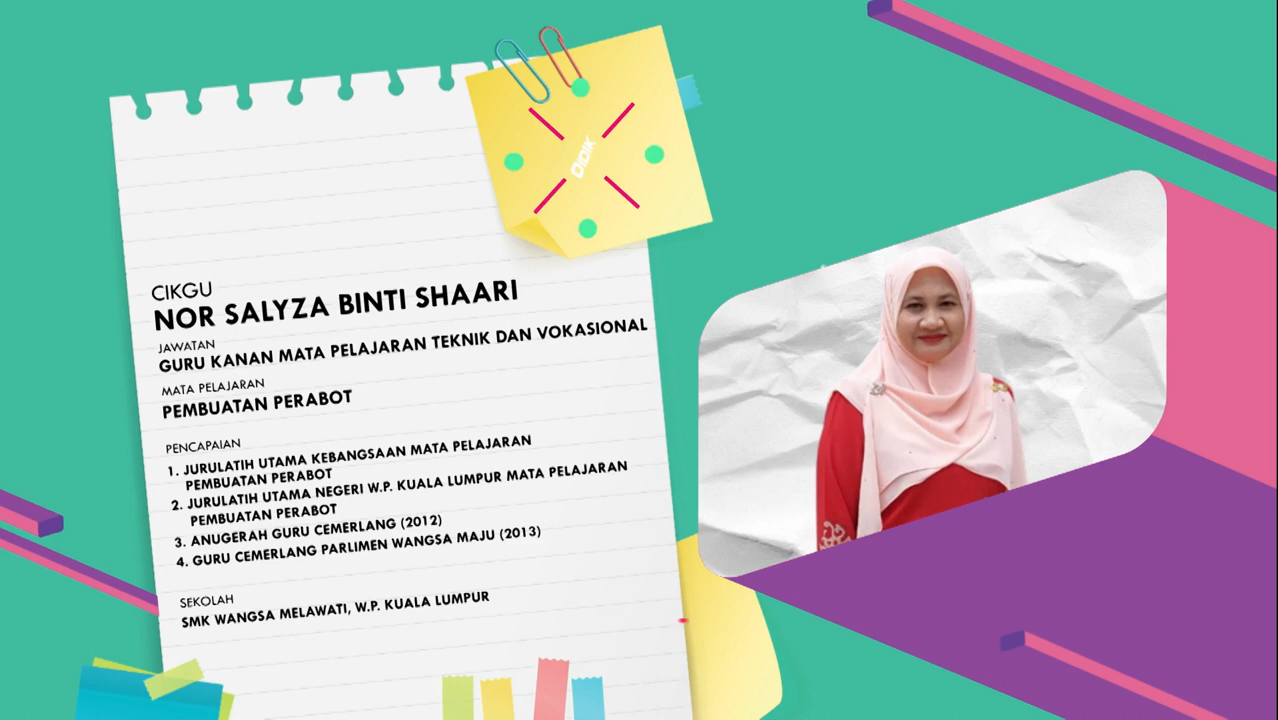 DIDIK
CIKGU
NOR SALYZA BINTI SHAARI
JAWATAN
GURU KANAN MATA PELAJARAN TEKNIK DAN VOKASIONAL
MATA PELAJARAN
PEMBUATAN PERABOT
PENCAPAIAN
1. JURULATIH UTAMA KEBANGSAAN MATA PELAJARAN
PEMBUATAN PERABOT
2. JURULATIH UTAMA NEGERI W.P. KUALA LUMPUR MATA PELAJARAN
PEMBUATAN PERABOT
3. ANUGERAH GURU CEMERLANG (2012)
4. GURU CEMERLANG PARLIMEN WANGSA MAJU (2013)
SEKOLAH
SMK WANGSA MELAWATI, W.P. KUALA LUMPUR